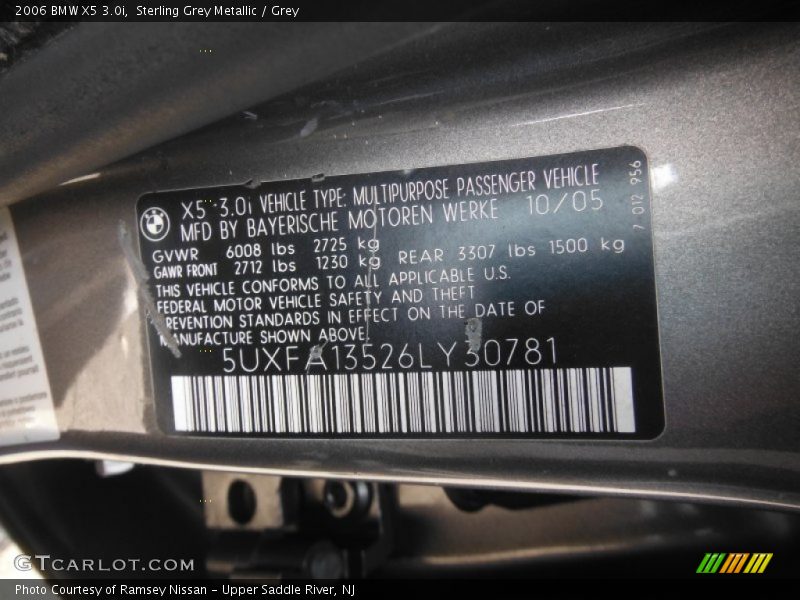 2006 BMW X5 3.0i, Sterling Grey Metallic / Grey
X5 3.0i VEHICLE TYPE: MULTIPURPOSE PASSENGER VEHICLE
MFD BY BAYERISCHE MOTOREN WERKE 10/05
GVWR 6008 lbs 2725 kg
GAWR FRONT 2712 lbs 1230 kg REAR 3307 lbs 1500 kg
THIS VEHICLE CONFORMS TO ALL APPLICABLE U.S.
FEDERAL MOTOR VEHICLE SAFETY AND THEFT
PREVENTION STANDARDS IN EFFECT ON THE DATE OF
MANUFACTURE SHOWN ABOVE.
5UXFA13526LY30781
7 012 956
GTCARLOT.COM
Photo Courtesy of Ramsey Nissan - Upper Saddle River, NJ